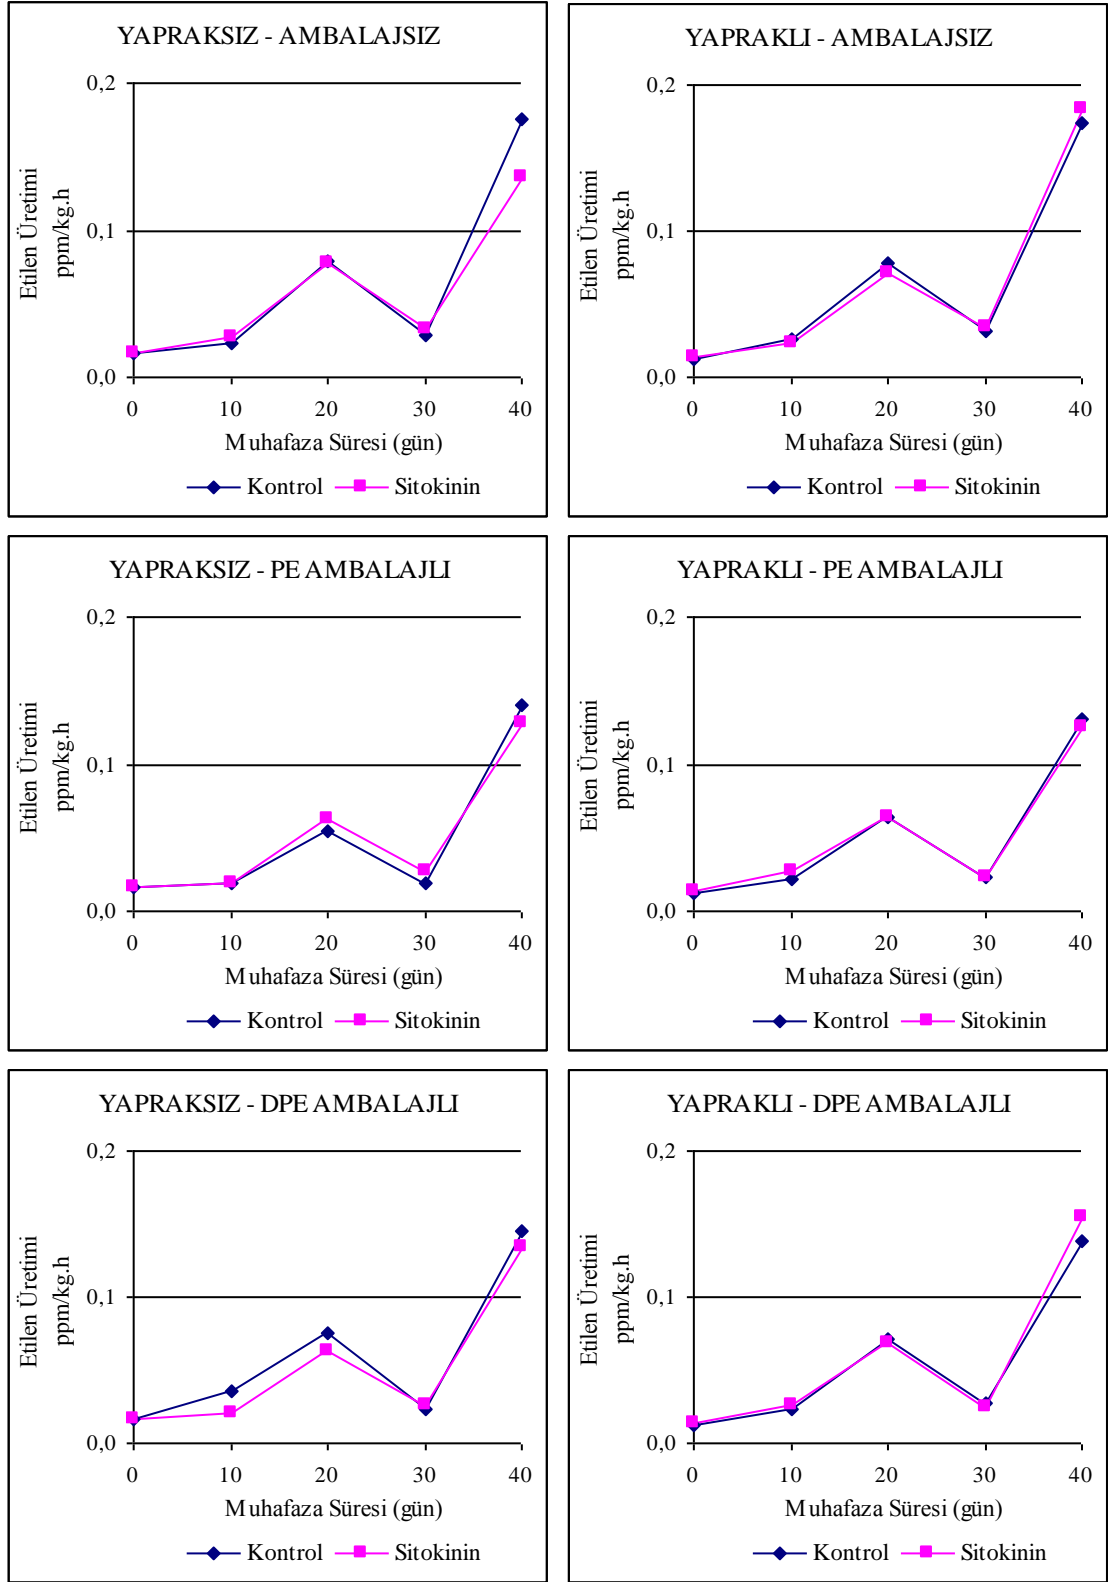 YAPRAKSIZ - AMBALAJSIZ
0,2
0,1
0,0
Etilen Üretimi
ppm/kg.h
0 10 20 30 40
Muhafaza Süresi (gün)
Kontrol Sitokinin
YAPRAKLI - AMBALAJSIZ
0,2
0,1
0,0
Etilen Üretimi
ppm/kg.h
0 10 20 30 40
Muhafaza Süresi (gün)
Kontrol Sitokinin
YAPRAKSIZ - PE AMBALAJLI
0,2
0,1
0,0
Etilen Üretimi
ppm/kg.h
0 10 20 30 40
Muhafaza Süresi (gün)
Kontrol Sitokinin
YAPRAKLI - PE AMBALAJLI
0,2
0,1
0,0
Etilen Üretimi
ppm/kg.h
0 10 20 30 40
Muhafaza Süresi (gün)
Kontrol Sitokinin
YAPRAKSIZ - DPE AMBALAJLI
0,2
0,1
0,0
Etilen Üretimi
ppm/kg.h
0 10 20 30 40
Muhafaza Süresi (gün)
Kontrol Sitokinin
YAPRAKLI - DPE AMBALAJLI
0,2
0,1
0,0
Etilen Üretimi
ppm/kg.h
0 10 20 30 40
Muhafaza Süresi (gün)
Kontrol Sitokinin